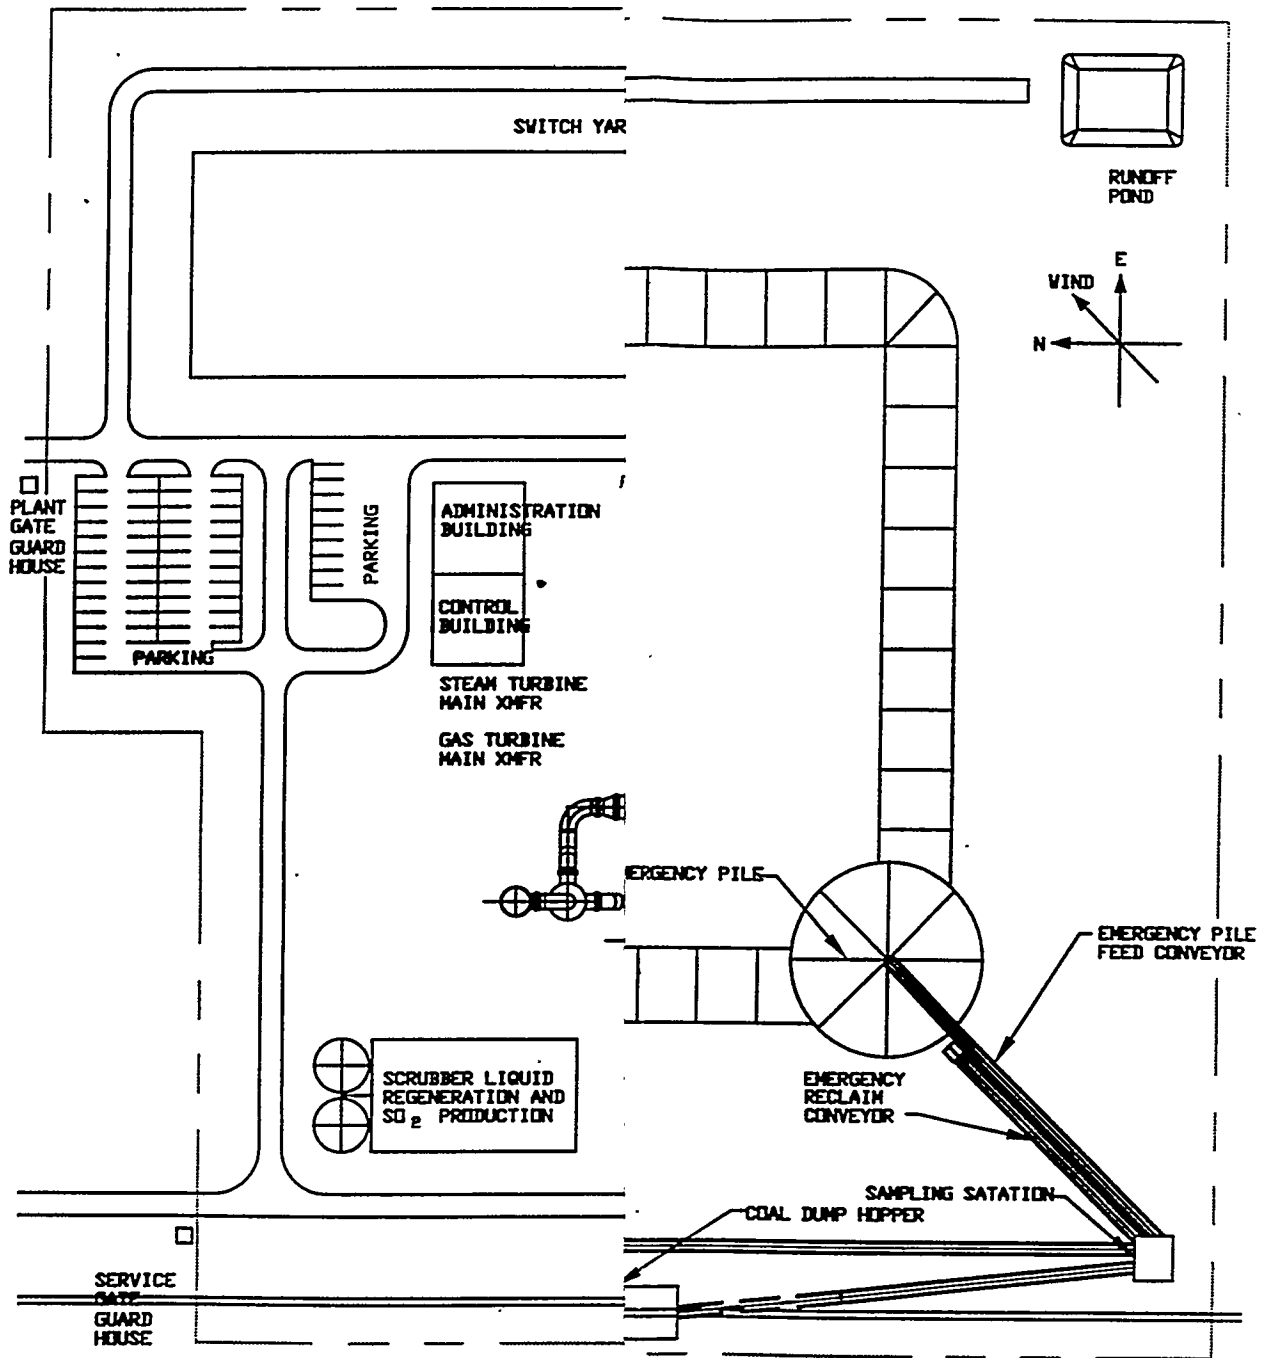 SWITCH YAR
RUNOFF
POND
E
WIND
N
PLANT
GATE
GUARD
HOUSE
PARKING
ADMINISTRATION
BUILDING
CONTROL
BUILDING
PARKING
STEAM TURBINE
MAIN XMFR
GAS TURBINE
MAIN XMFR
ERGENCY PILE
EMERGENCY PILE
FEED CONVEYOR
SCRUBBER LIQUID
REGENERATION AND
SO2 PRODUCTION
EMERGENCY
RECLAIM
CONVEYOR
SAMPLING SATATION
COAL DUMP HOPPER
SERVICE
GATE
GUARD
HOUSE